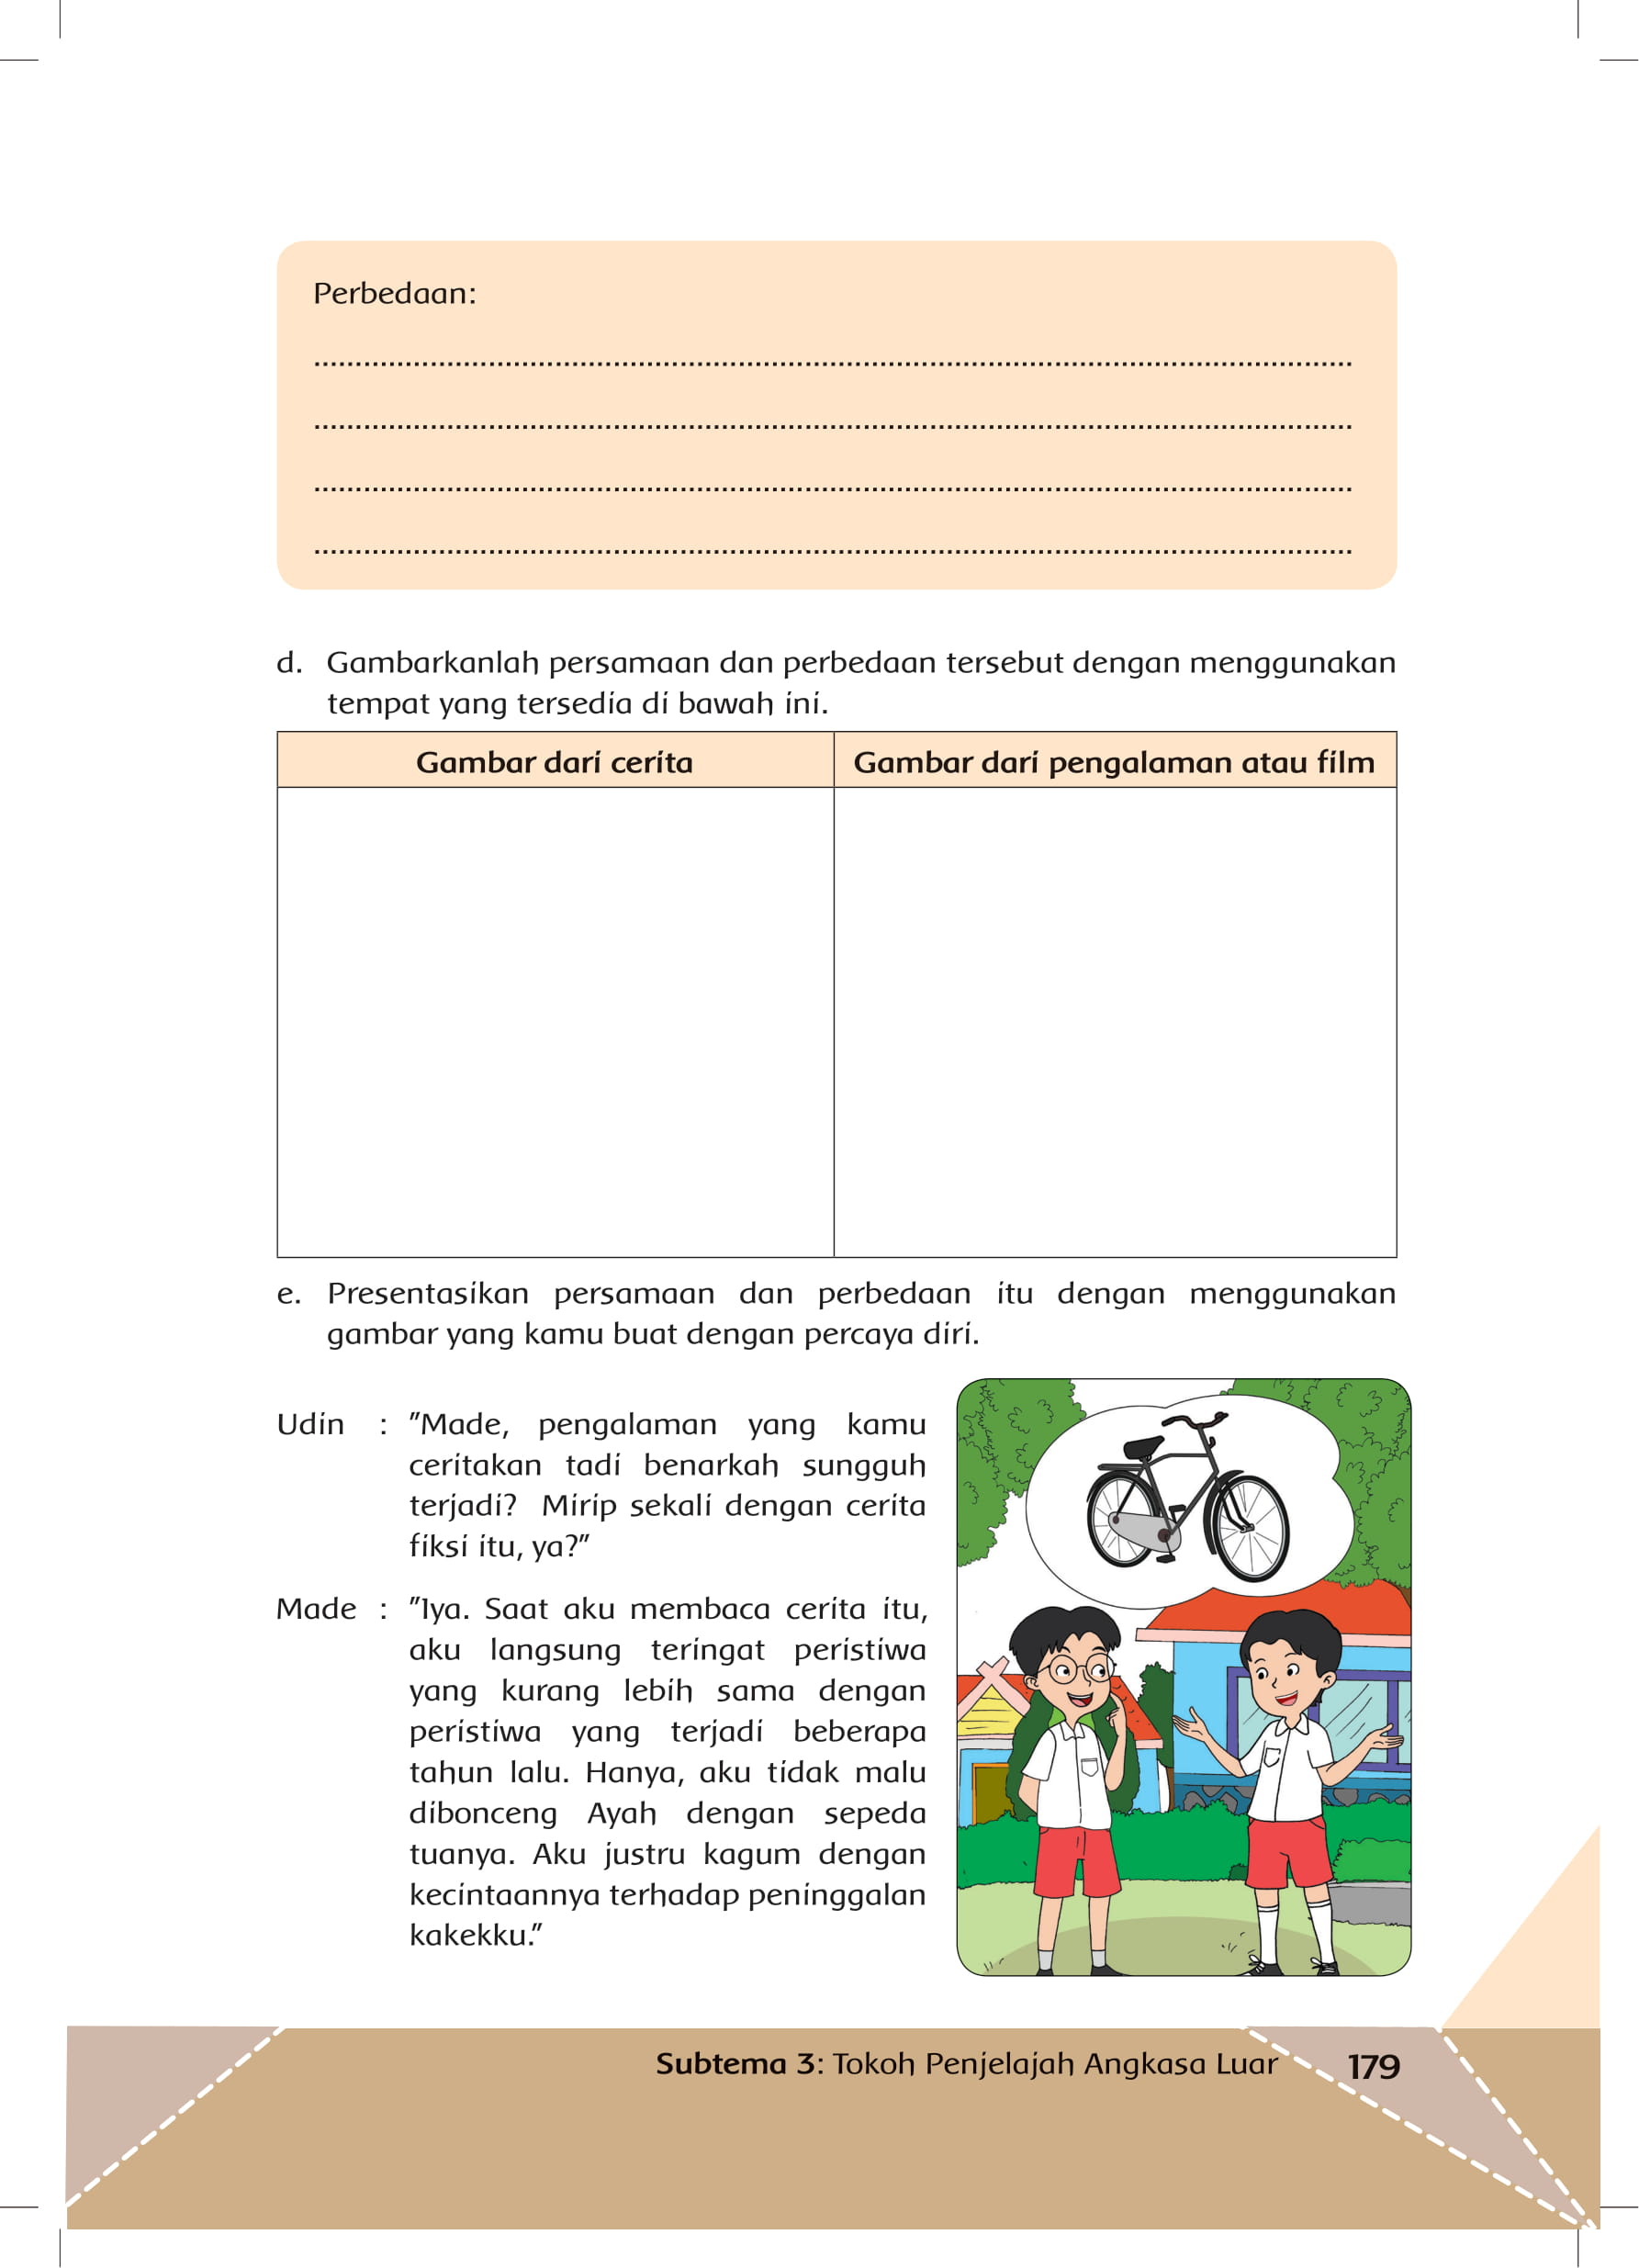 Perbedaan:
..........................................................................................................................
..........................................................................................................................
..........................................................................................................................
..........................................................................................................................
d. Gambarkanlah persamaan dan perbedaan tersebut dengan menggunakan
tempat yang tersedia di bawah ini.
Gambar dari cerita
Gambar dari pengalaman atau film
e. Presentasikan persamaan dan perbedaan itu dengan menggunakan
gambar yang kamu buat dengan percaya diri.
Udin : "Made, pengalaman yang kamu
ceritakan tadi benarkah sungguh
terjadi? Mirip sekali dengan cerita
fiksi itu, ya?"
Made : "Iya. Saat aku membaca cerita itu,
aku langsung teringat peristiwa
yang kurang lebih sama dengan
peristiwa yang terjadi beberapa
tahun lalu. Hanya, aku tidak malu
dibonceng Ayah dengan sepeda
tuanya. Aku justru kagum dengan
kecintaannya terhadap peninggalan
kakekku."
Subtema 3: Tokoh Penjelajah Angkasa Luar 179